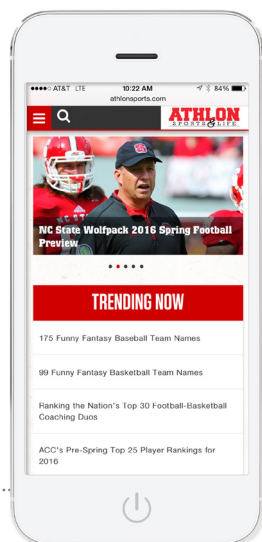 AT&T LTE 10:22 AM 84%
athlonsports.com
ATHLON
SPORTS & LIFE
NC State Wolfpack 2016 Spring Football
Preview
TRENDING NOW
175 Funny Fantasy Baseball Team Names
99 Funny Fantasy Basketball Team Names
Ranking the Nation's Top 30 Football-Basketball
Coaching Duos
ACC's Pre-Spring Top 25 Player Rankings for
2016